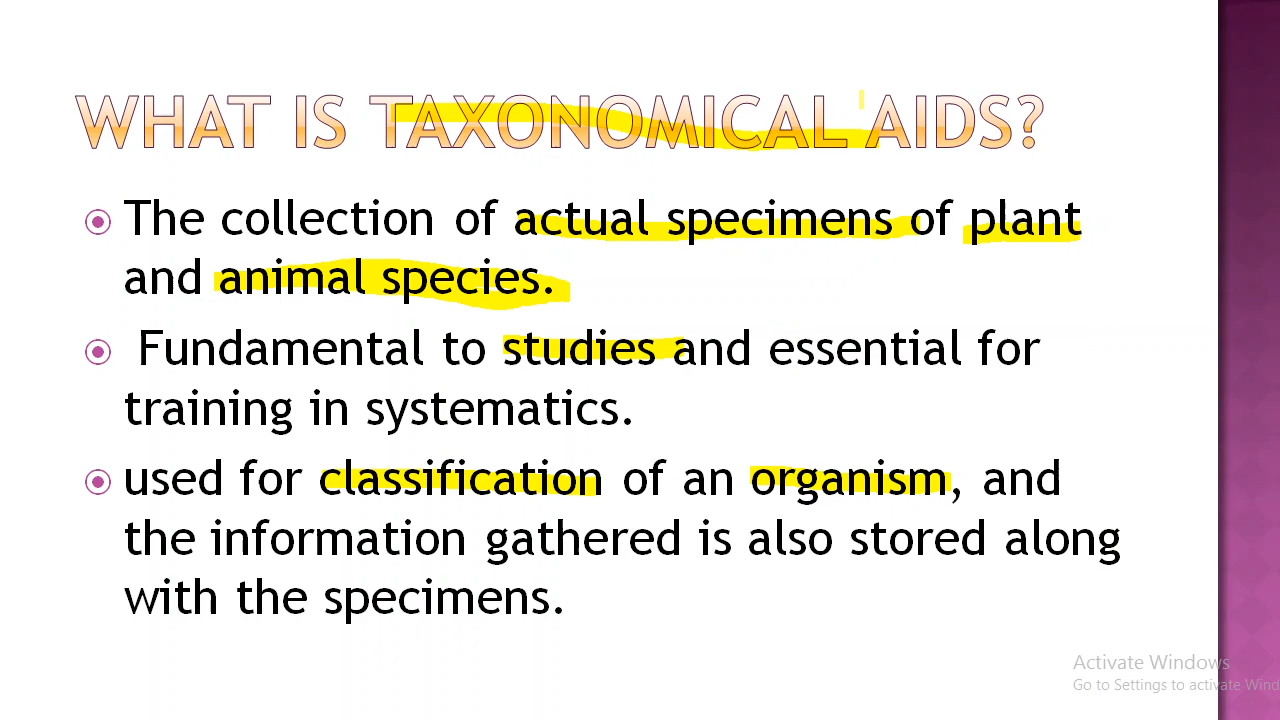 WHAT IS TAXONOMICAL AIDS?
The collection of actual specimens of plant
and animal species.
Fundamental to studies and essential for
training in systematics.
used for classification of an organism, and
the information gathered is also stored along
with the specimens.
Activate Windows
Go to Settings to activate Wind